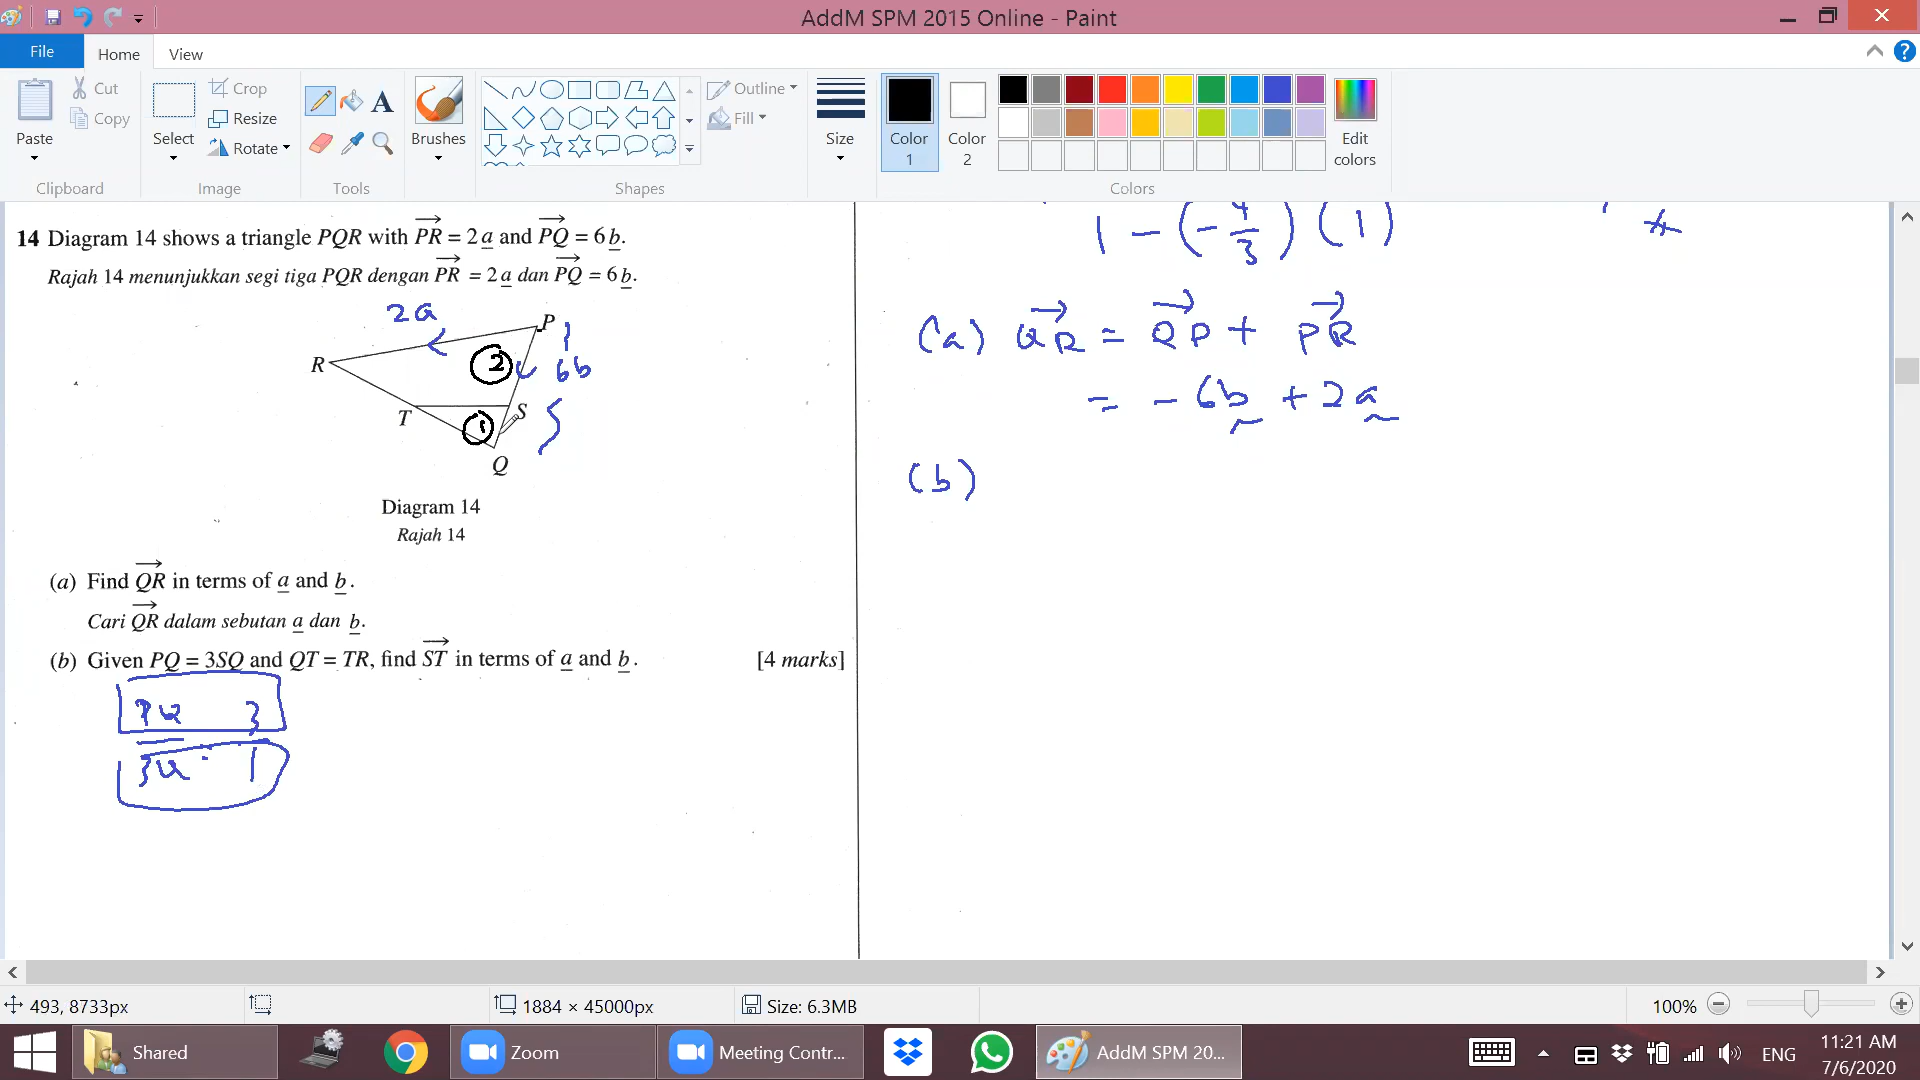 AddM SPM 2015 Online - Paint
File
Home
View
Paste
Cut
Copy
Clipboard
Select
Crop
Resize
Rotate
Image
A
Tools
Brushes
Outline
Fill
Shapes
Size
Color 1
Color 2
Edit colors
Colors
14 Diagram 14 shows a triangle PQR with PR = 2a and PQ = 6b.
Rajah 14 menunjukkan segi tiga PQR dengan PR = 2a dan PQ = 6b.
2a
P
R
2
6b
T
S
1
Q
Diagram 14
Rajah 14
(a) Find QR in terms of a and b.
Cari QR dalam sebutan a dan b.
(b) Given PQ = 3SQ and QT = TR, find ST in terms of a and b. [4 marks]
PQ 3
SQ 1
1 - (-4/3)(1)
(a) QR = QP + PR
= -6b + 2a
(b)
493, 8733px
1884 × 45000px
Size: 6.3MB
100%
Shared
Zoom
Meeting Contr...
AddM SPM 20...
ENG
11:21 AM
7/6/2020